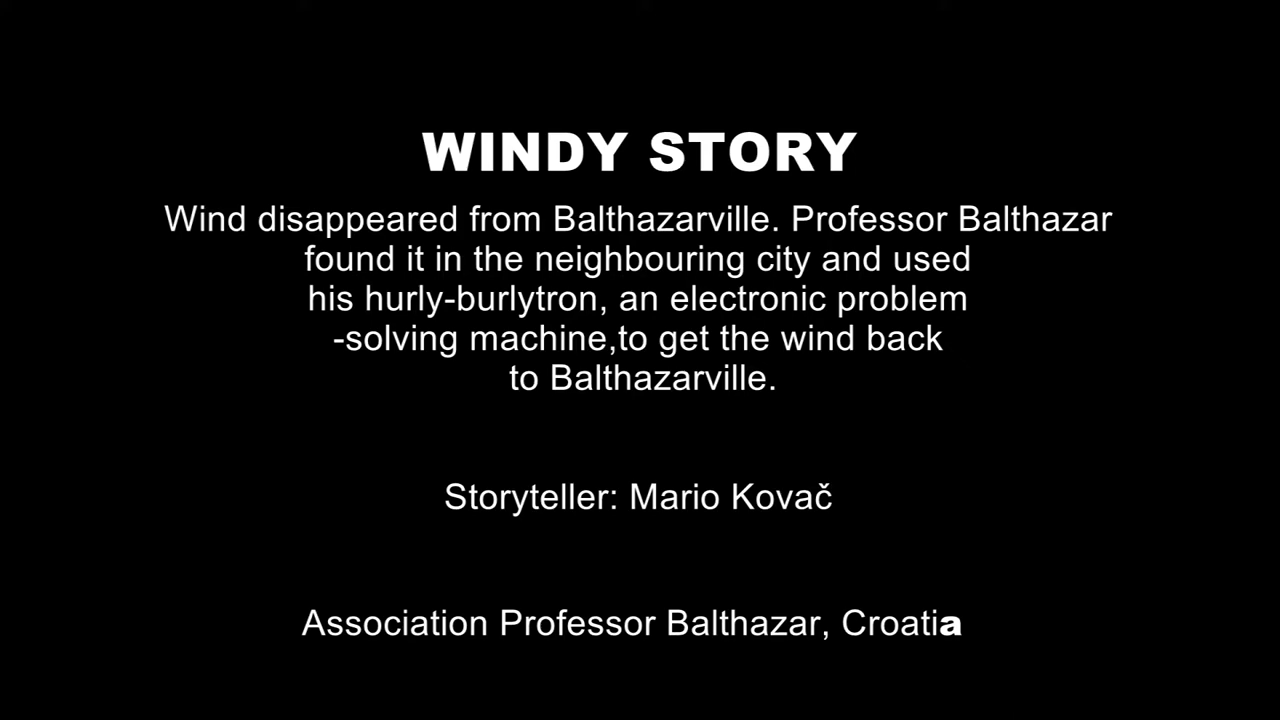 WINDY STORY
Wind disappeared from Balthazarville. Professor Balthazar
found it in the neighbouring city and used
his hurly-burlytron, an electronic problem
-solving machine,to get the wind back
to Balthazarville.
Storyteller: Mario Kovač
Association Professor Balthazar, Croatia